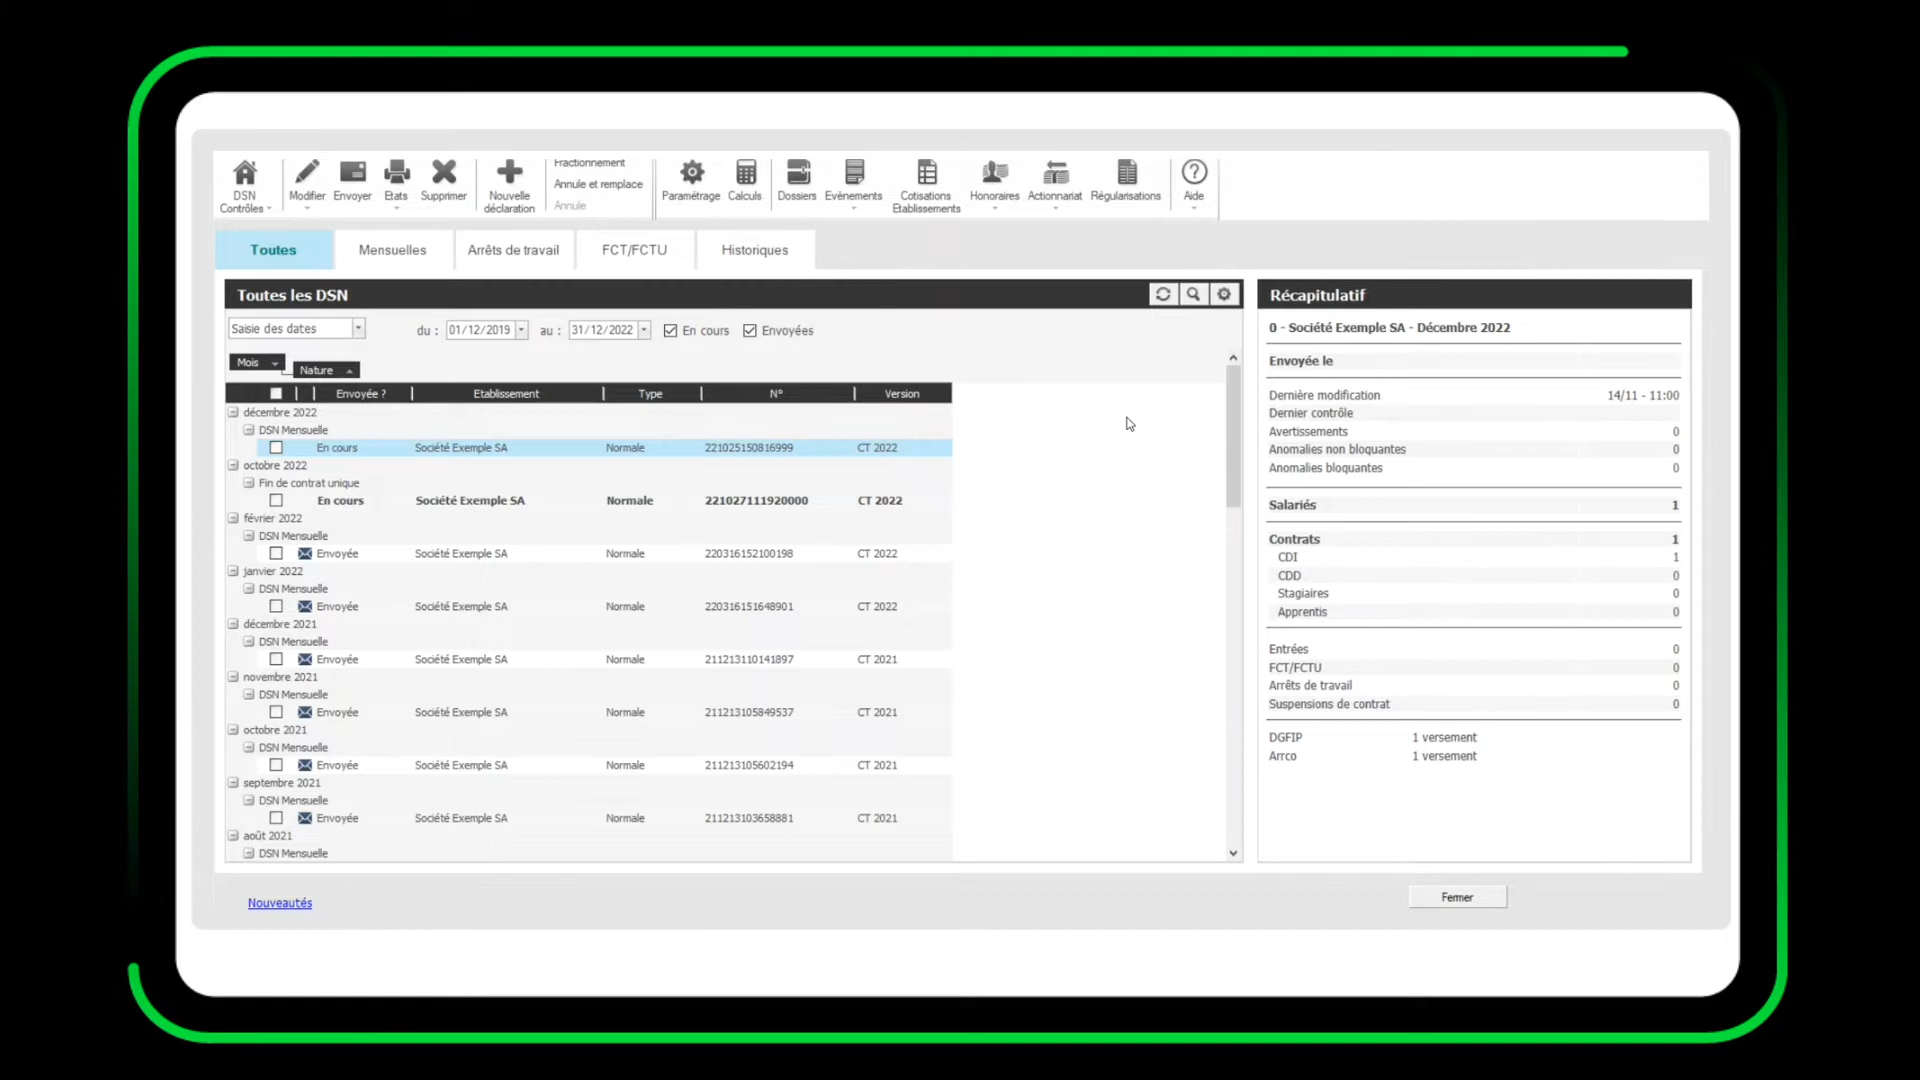 DSN Contrôles
Modifier
Envoyer
Etats
Supprimer
Nouvelle déclaration
Fractionnement
Annule et remplace
Annule
Paramétrage
Calculs
Dossiers
Evènements
Cotisations Etablissements
Honoraires
Actionnariat
Régularisations
Aide
Toutes Mensuelles Arrêts de travail FCT/FCTU Historiques
Toutes les DSN
Saisie des dates du : 01/12/2019 au : 31/12/2022 En cours Envoyées
Mois
Nature
Envoyée ? Etablissement Type N° Version
décembre 2022
DSN Mensuelle
En cours Société Exemple SA Normale 221025150816999 CT 2022
octobre 2022
Fin de contrat unique
En cours Société Exemple SA Normale 221027111920000 CT 2022
février 2022
DSN Mensuelle
Envoyée Société Exemple SA Normale 220316152100198 CT 2022
janvier 2022
DSN Mensuelle
Envoyée Société Exemple SA Normale 220316151648901 CT 2022
décembre 2021
DSN Mensuelle
Envoyée Société Exemple SA Normale 211213110141897 CT 2021
novembre 2021
DSN Mensuelle
Envoyée Société Exemple SA Normale 211213105849537 CT 2021
octobre 2021
DSN Mensuelle
Envoyée Société Exemple SA Normale 211213105602194 CT 2021
septembre 2021
DSN Mensuelle
Envoyée Société Exemple SA Normale 211213103658881 CT 2021
août 2021
DSN Mensuelle
Récapitulatif
0 - Société Exemple SA - Décembre 2022
Envoyée le
Dernière modification 14/11 - 11:00
Dernier contrôle
Avertissements 0
Anomalies non bloquantes 0
Anomalies bloquantes 0
Salariés 1
Contrats 1
CDI 1
CDD 0
Stagiaires 0
Apprentis 0
Entrées 0
FCT/FCTU 0
Arrêts de travail 0
Suspensions de contrat 0
DGFIP 1 versement
Arrco 1 versement
Nouveautés
Fermer